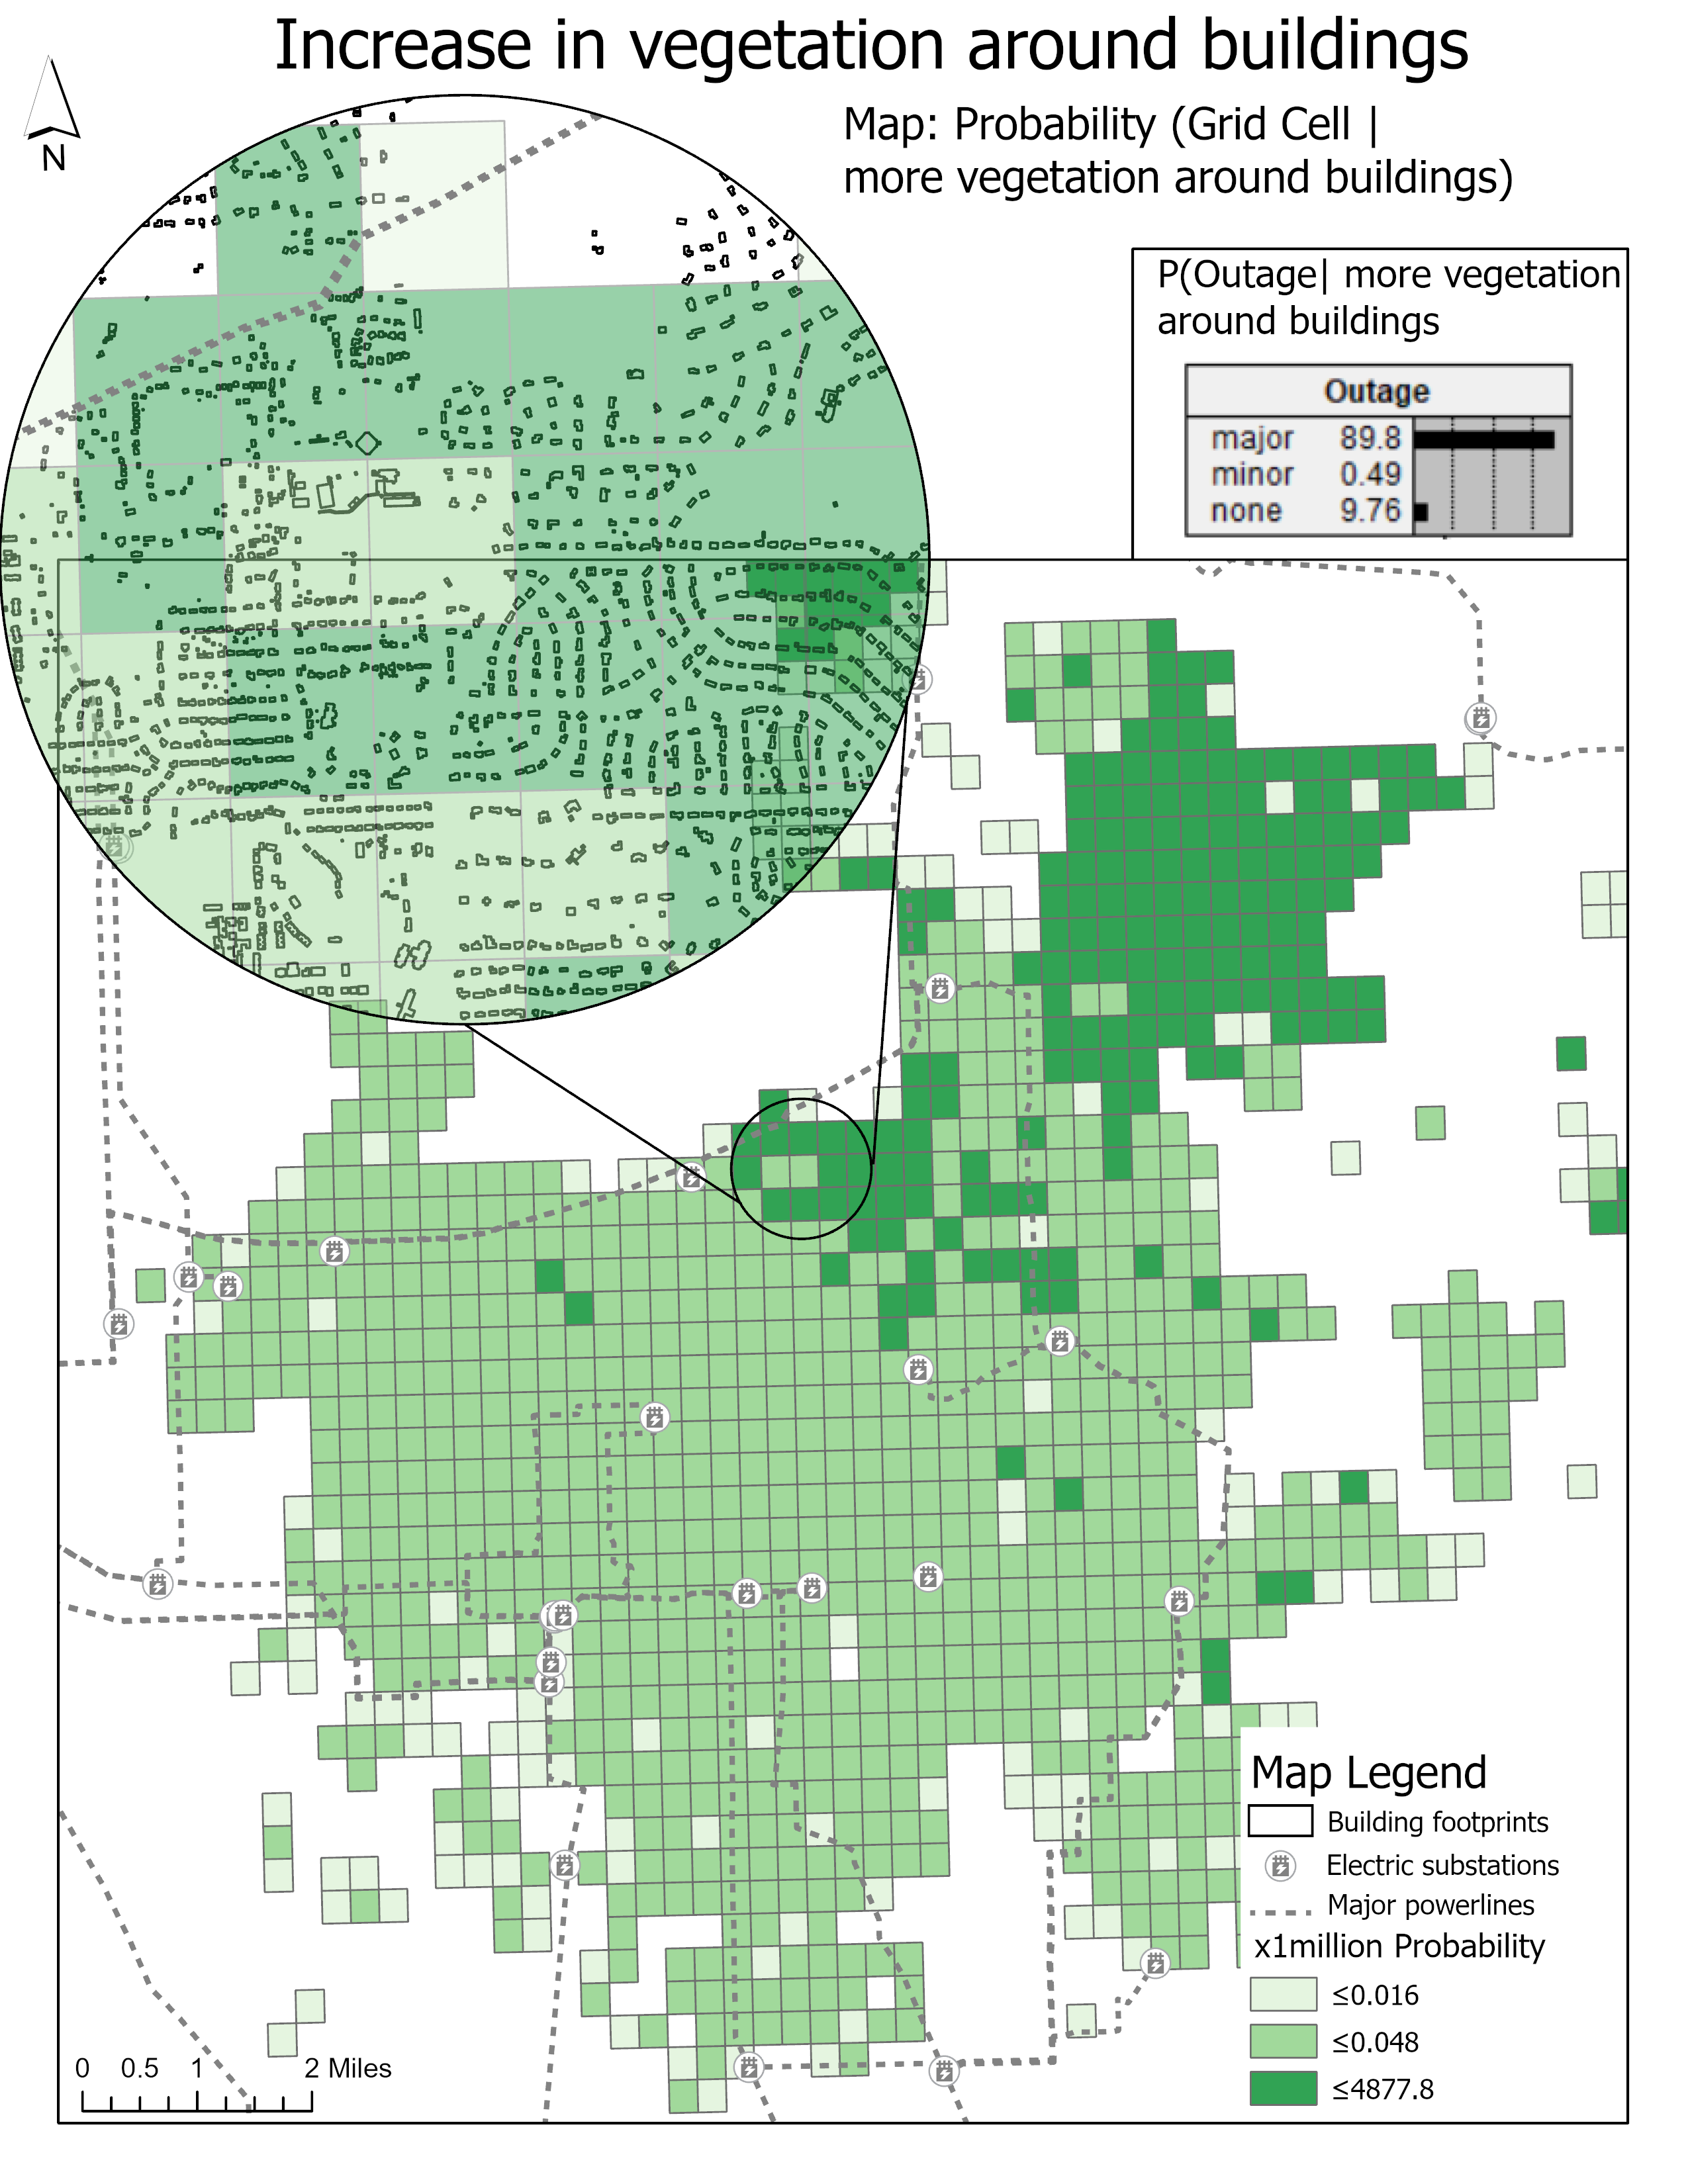 Increase in vegetation around buildings
N
Map: Probability (Grid Cell |
more vegetation around buildings)
P(Outage| more vegetation
around buildings
Outage
major 89.8
minor 0.49
none 9.76
Map Legend
Building footprints
Electric substations
Major powerlines
x1million Probability
≤0.016
≤0.048
≤4877.8
0 0.5 1 2 Miles